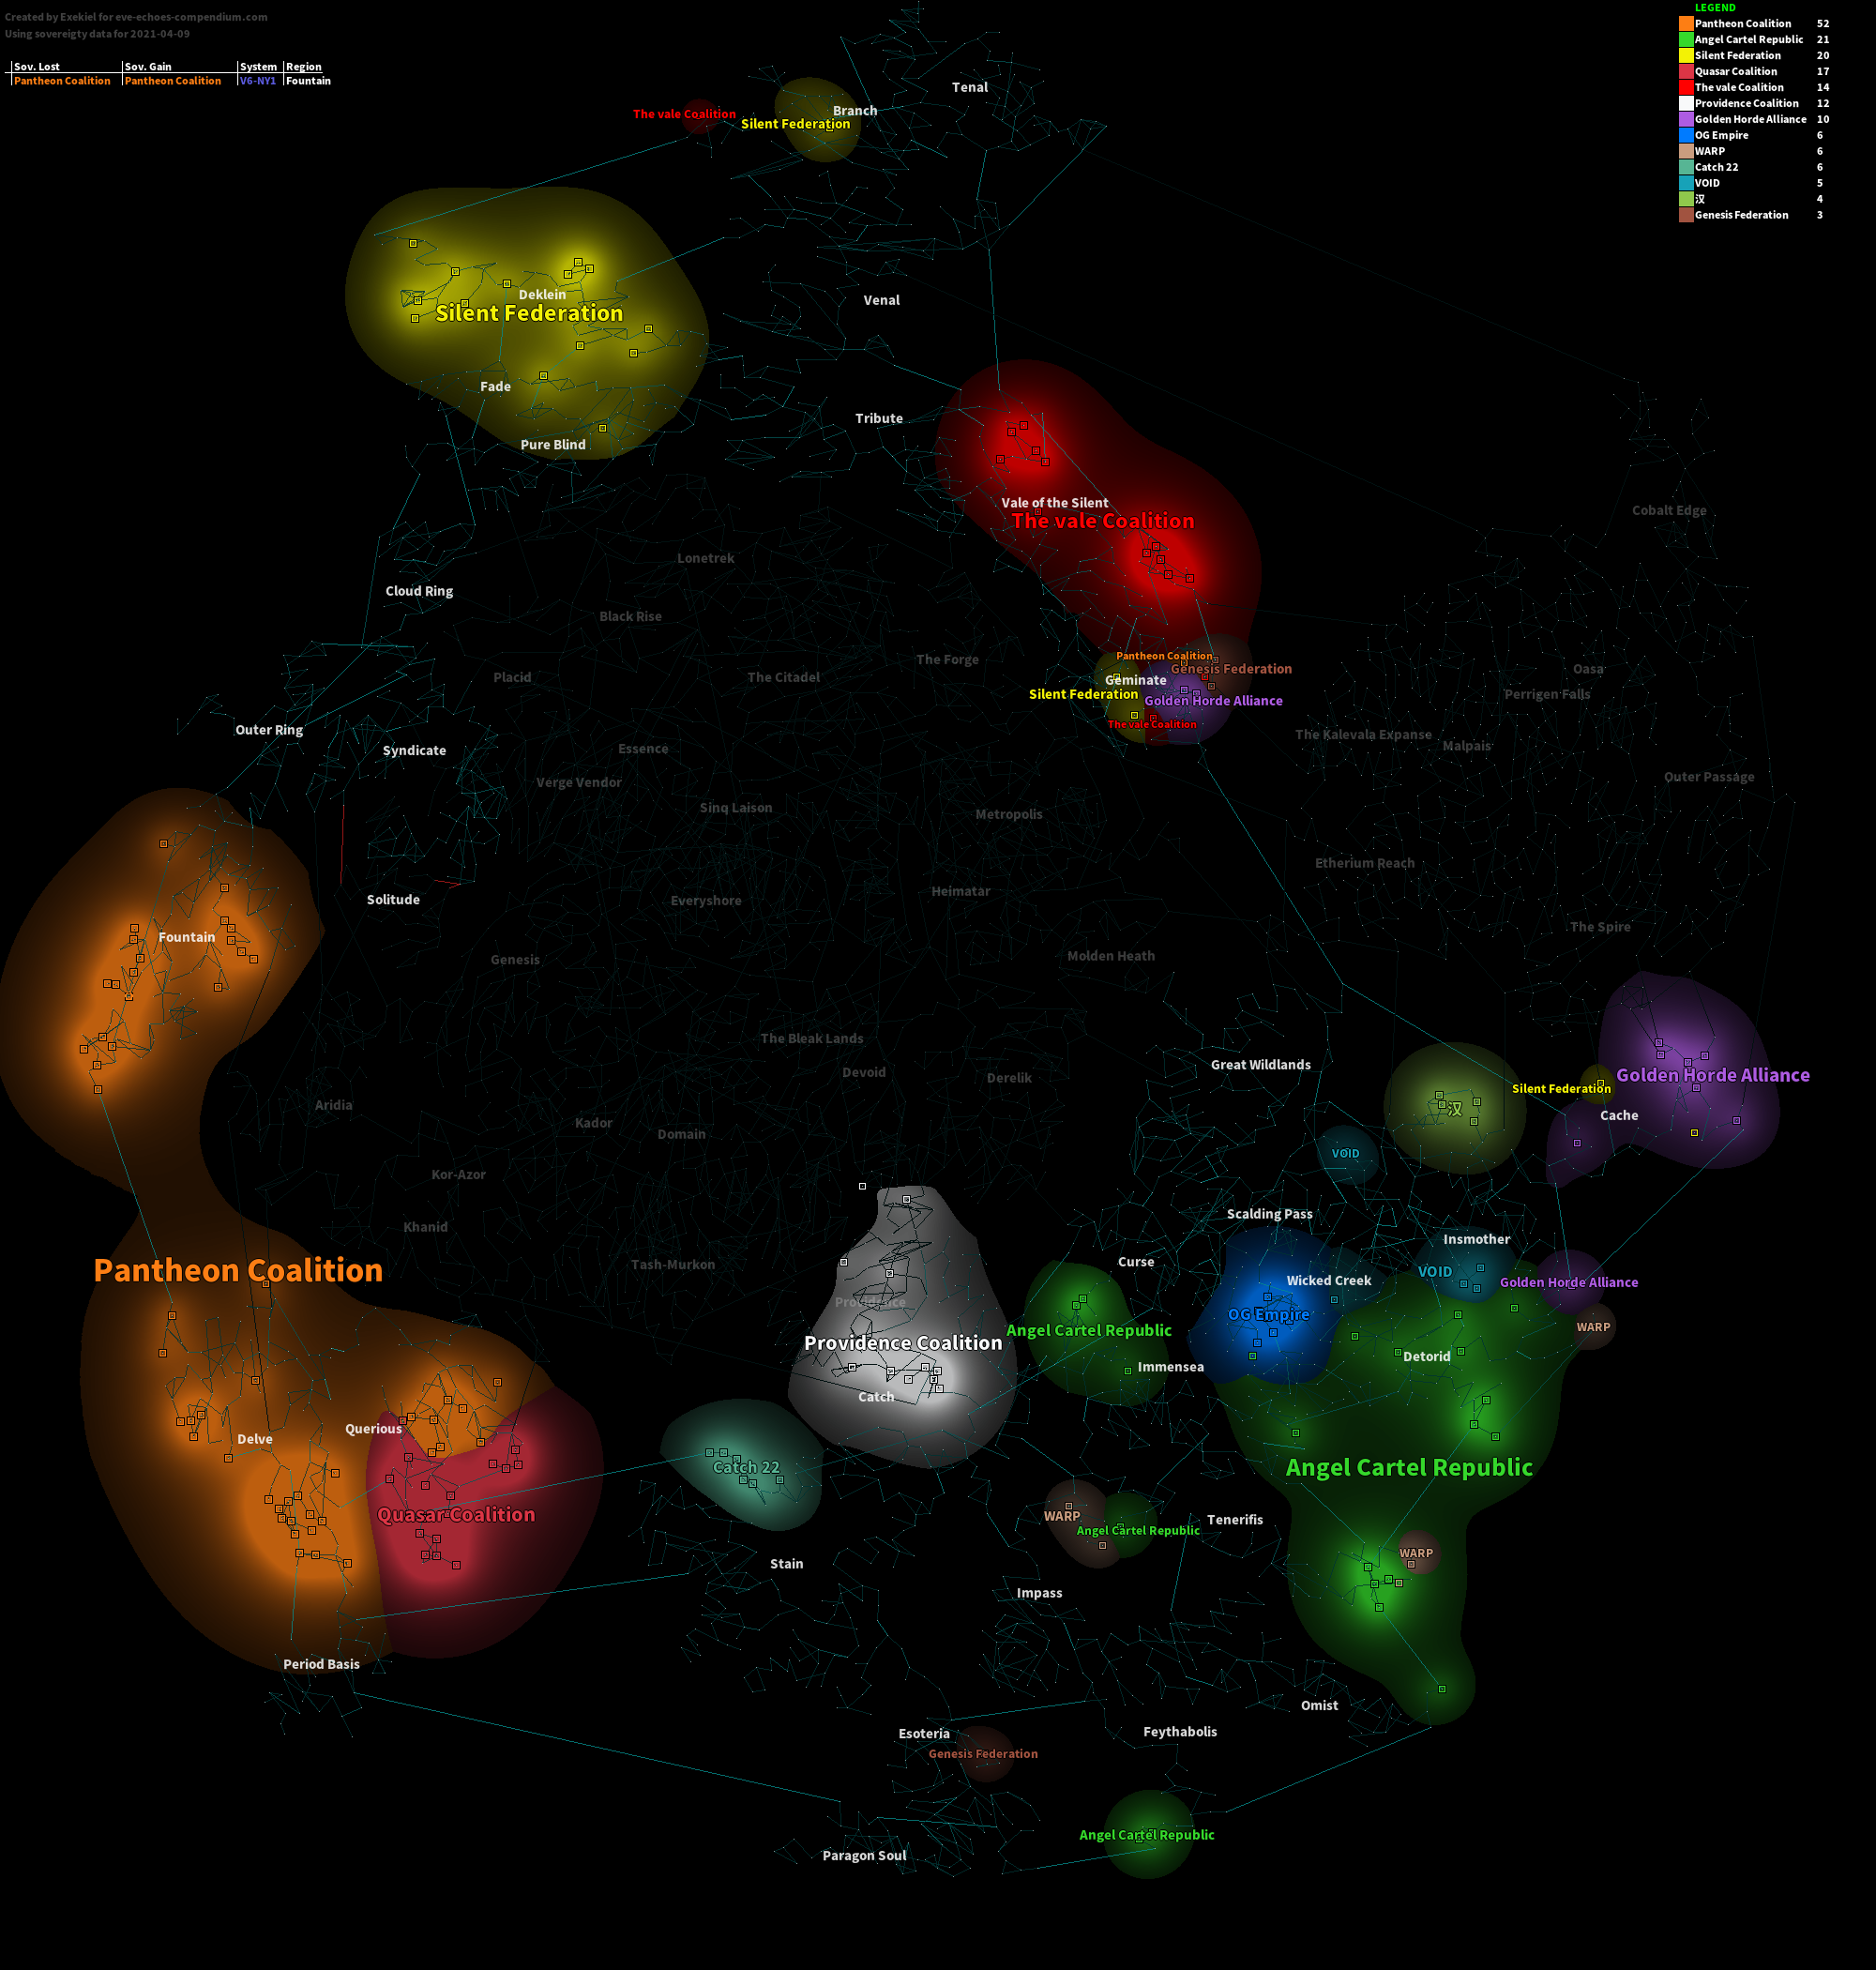 Created by Exekiel for eve-echoes-compendium.com
Using sovereigty data for 2021-04-09
Sov. Lost Sov. Gain System Region
Pantheon Coalition Pantheon Coalition V6-NY1 Fountain
LEGEND
Pantheon Coalition 52
Angel Cartel Republic 21
Silent Federation 20
Quasar Coalition 17
The vale Coalition 14
Providence Coalition 12
Golden Horde Alliance 10
OG Empire 6
WARP 6
Catch 22 6
VOID 5
汉 4
Genesis Federation 3
Tenal
The vale Coalition
Branch
Silent Federation
Deklein
Silent Federation
Venal
Fade
Tribute
Pure Blind
Vale of the Silent
The vale Coalition
Cobalt Edge
Lonetrek
Cloud Ring
Black Rise
Pantheon Coalition
The Forge
Genesis Federation
Oasa
Placid
The Citadel
Geminate
Silent Federation
Perrigen Falls
Golden Horde Alliance
The vale Coalition
Outer Ring
The Kalevala Expanse
Syndicate
Essence
Malpais
Verge Vendor
Outer Passage
Sinq Laison
Metropolis
Etherium Reach
Solitude
Everyshore
Heimatar
The Spire
Fountain
Genesis
Molden Heath
The Bleak Lands
Great Wildlands
Devoid
Derelik
Golden Horde Alliance
Silent Federation
Aridia
汉
Cache
Kador
Domain
VOID
Kor-Azor
Khanid
Scalding Pass
Insmother
Pantheon Coalition
Tash-Murkon
Curse
VOID
Wicked Creek
Golden Horde Alliance
Providence
OG Empire
WARP
Angel Cartel Republic
Providence Coalition
Detorid
Immensea
Catch
Querious
Delve
Catch 22
Angel Cartel Republic
Quasar Coalition
WARP
Tenerifis
Angel Cartel Republic
WARP
Stain
Impass
Period Basis
Omist
Esoteria
Feythabolis
Genesis Federation
Angel Cartel Republic
Paragon Soul